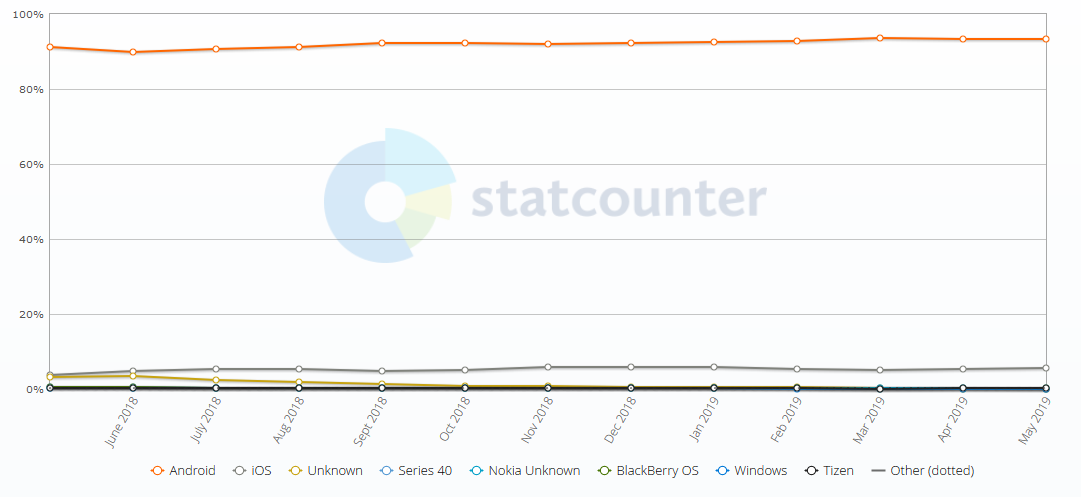 100%
80%
60%
40%
20%
0%
statcounter
June 2018
July 2018
Aug 2018
Sept 2018
Oct 2018
Nov 2018
Dec 2018
Jan 2019
Feb 2019
Mar 2019
Apr 2019
May 2019
Android iOS Unknown Series 40 Nokia Unknown BlackBerry OS Windows Tizen Other (dotted)